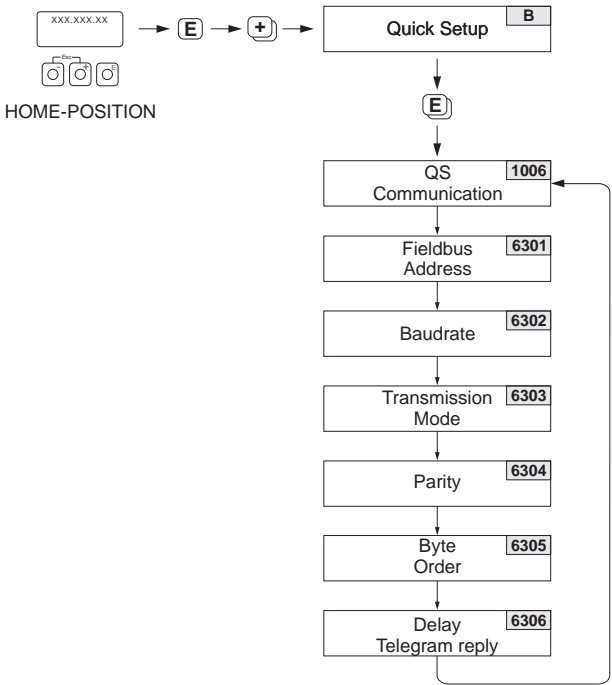 xxx.xxx.xx
Esc
- + E
HOME-POSITION
E
+
Quick Setup
B
E
QS
Communication
1006
Fieldbus
Address
6301
Baudrate
6302
Transmission
Mode
6303
Parity
6304
Byte
Order
6305
Delay
Telegram reply
6306